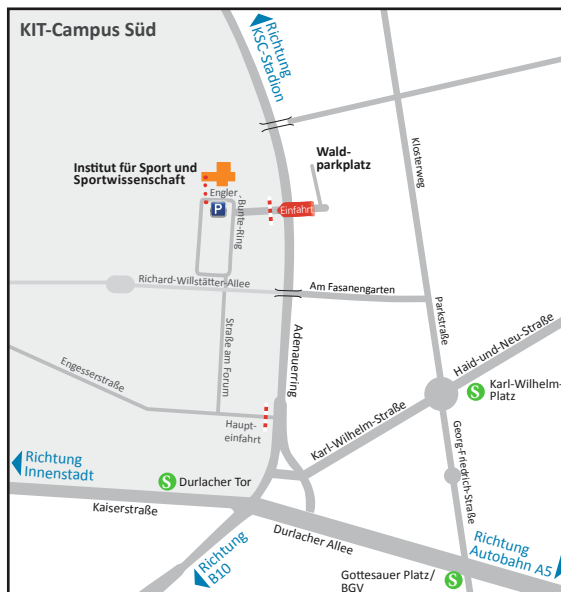 KIT-Campus Süd
Richtung
KSC-Stadion
Wald-
parkplatz
Klosterweg
Institut für Sport und
Sportwissenschaft
Engler
-Bunte-Ring
P
Einfahrt
Richard-Willstätter-Allee
Am Fasanengarten
Parkstraße
Straße am Forum
Adenauerring
Haid-und-Neu-Straße
Engesserstraße
S Karl-Wilhelm-
Platz
Karl-Wilhelm-Straße
Haupt-
einfahrt
Georg-Friedrich-Straße
Richtung
Innenstadt
S Durlacher Tor
Kaiserstraße
Durlacher Allee
Richtung
B10
Richtung
Autobahn A5
Gottesauer Platz/
BGV
S